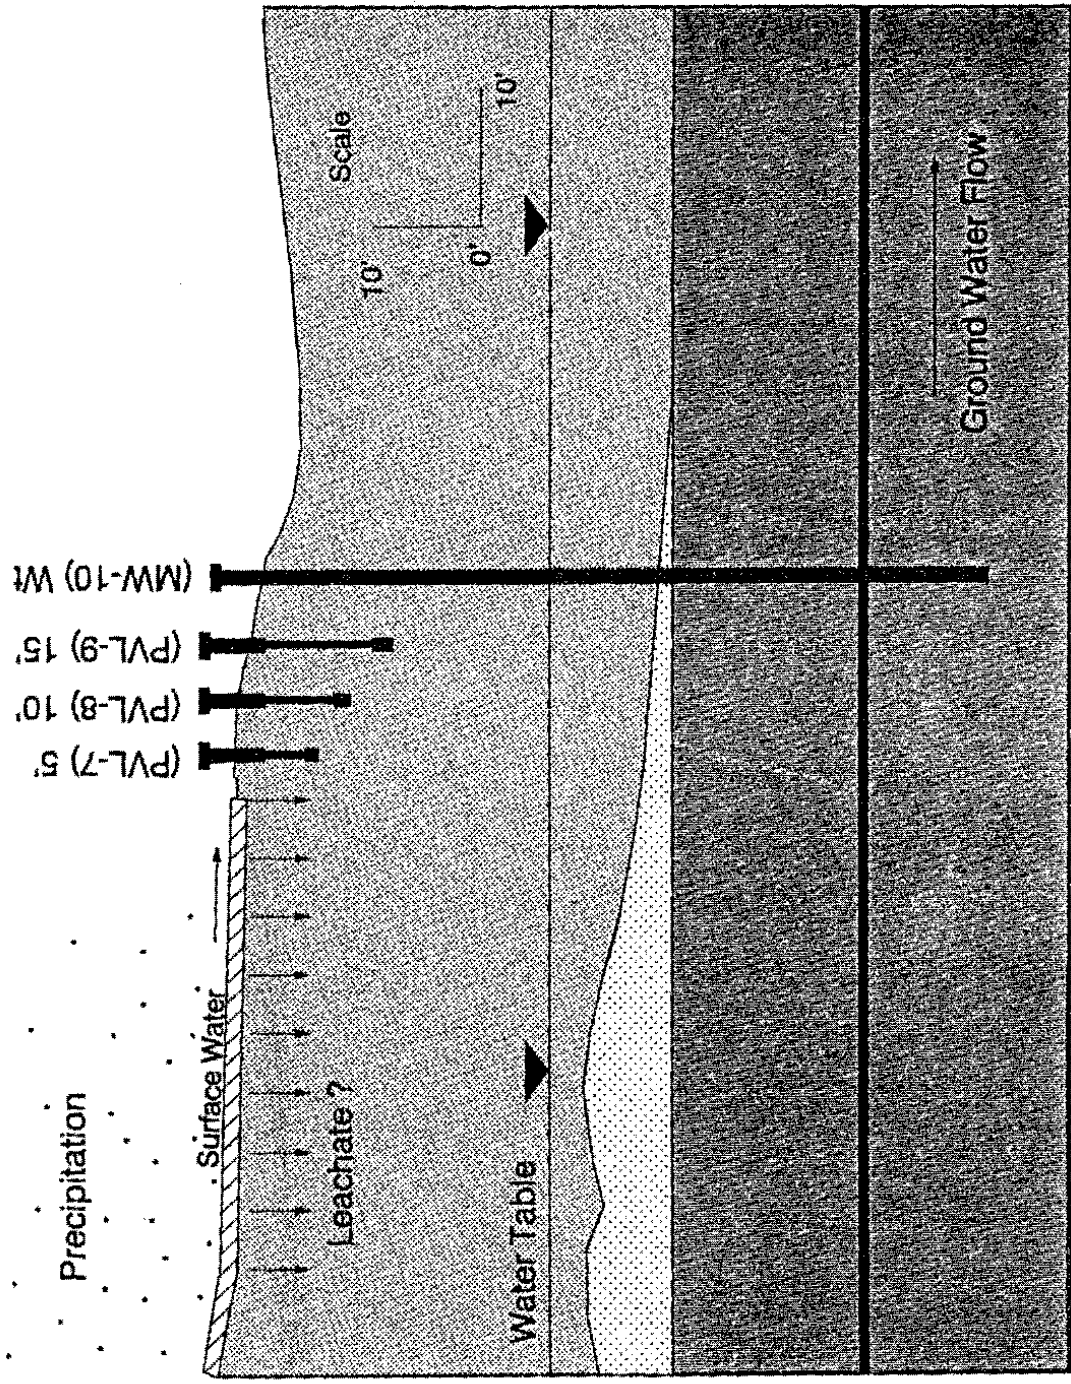 Precipitation
Surface Water
(PVL-7) 5'
(PVL-8) 10'
(PVL-9) 15'
(MW-10) Wt
Leachate ?
Scale
10'
0'
10'
Water Table
Ground Water Flow